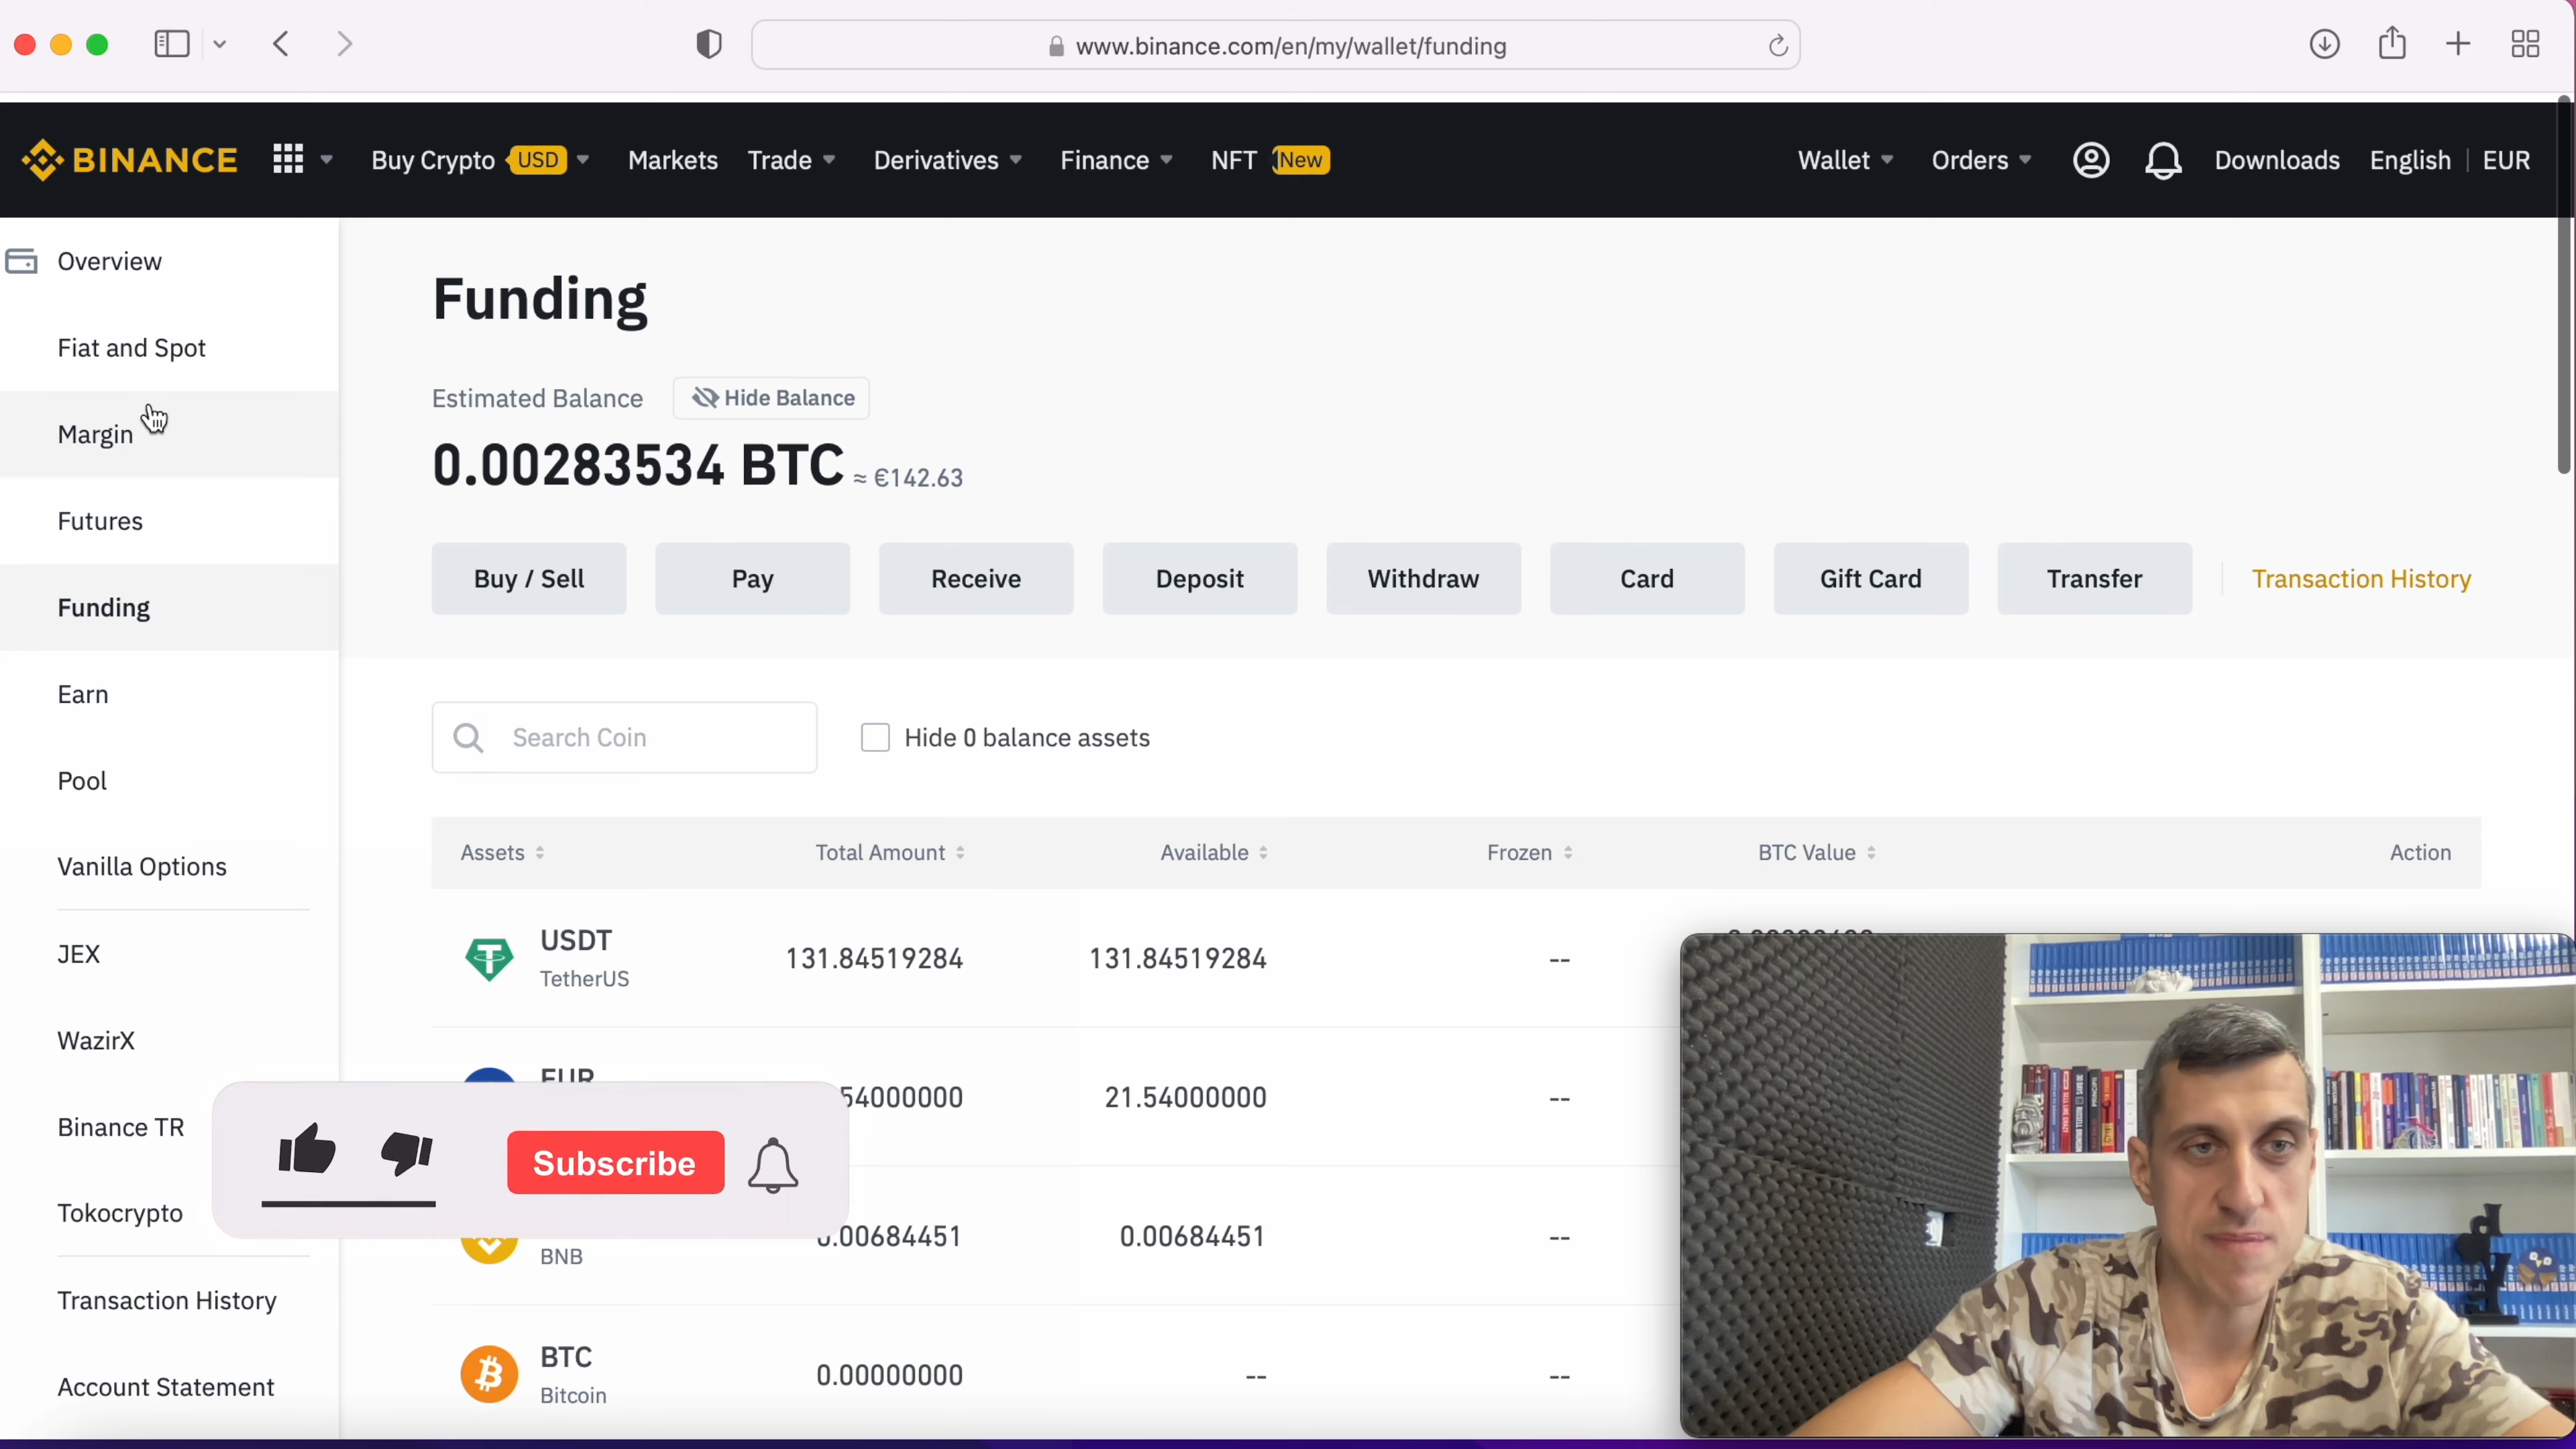 www.binance.com/en/my/wallet/funding
BINANCE Buy Crypto USD Markets Trade Derivatives Finance NFT New Wallet Orders Downloads English | EUR
Overview
Fiat and Spot
Margin
Futures
Funding
Earn
Pool
Vanilla Options
JEX
WazirX
Binance TR
Tokocrypto
Transaction History
Account Statement
Funding
Estimated Balance Hide Balance
0.00283534 BTC ≈ €142.63
Buy / Sell Pay Receive Deposit Withdraw Card Gift Card Transfer Transaction History
Search Coin Hide 0 balance assets
Assets Total Amount Available Frozen BTC Value Action
USDT
TetherUS 131.84519284 131.84519284 --
EUR
54000000 21.54000000 --
Subscribe
BNB 0.00684451 0.00684451 --
BTC
Bitcoin 0.00000000 -- --